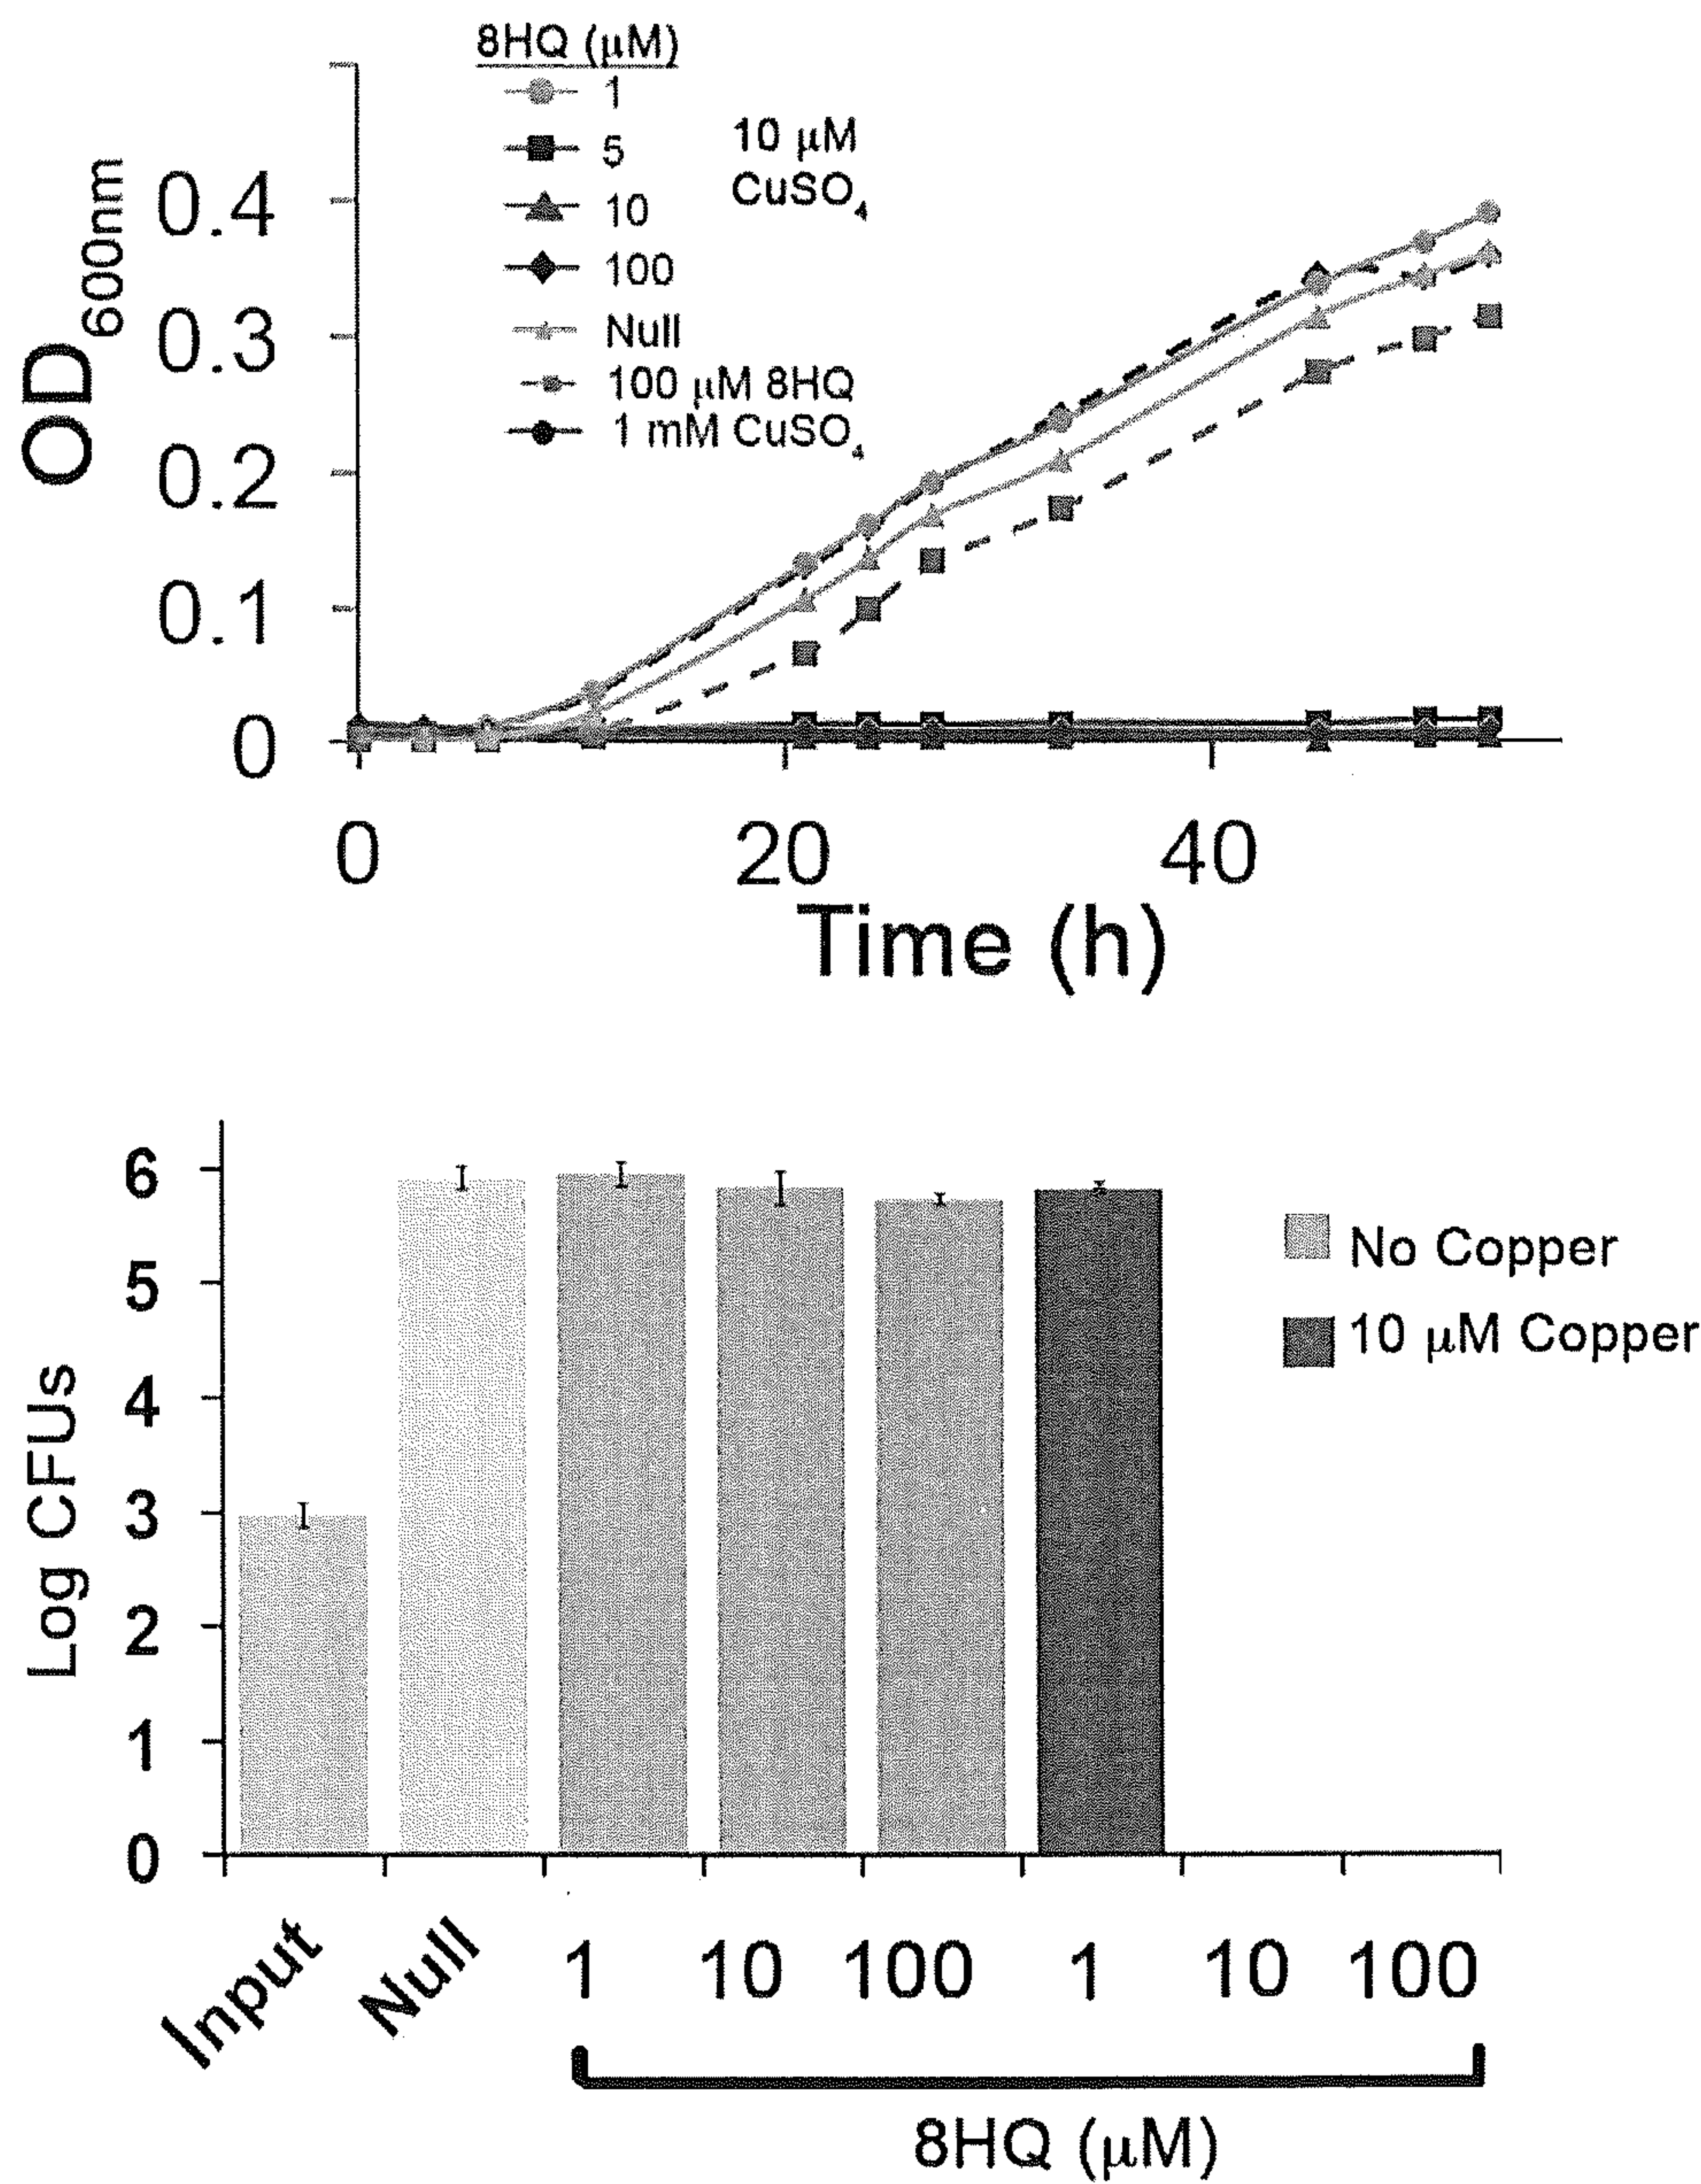 8HQ (μM)
1
5
10
100
10 μM
CuSO4
Null
100 μM 8HQ
1 mM CuSO4
OD600nm
0.4
0.3
0.2
0.1
0
0 20 40
Time (h)
Log CFUs
6
5
4
3
2
1
0
No Copper
10 μM Copper
Input Null 1 10 100 1 10 100
8HQ (μM)